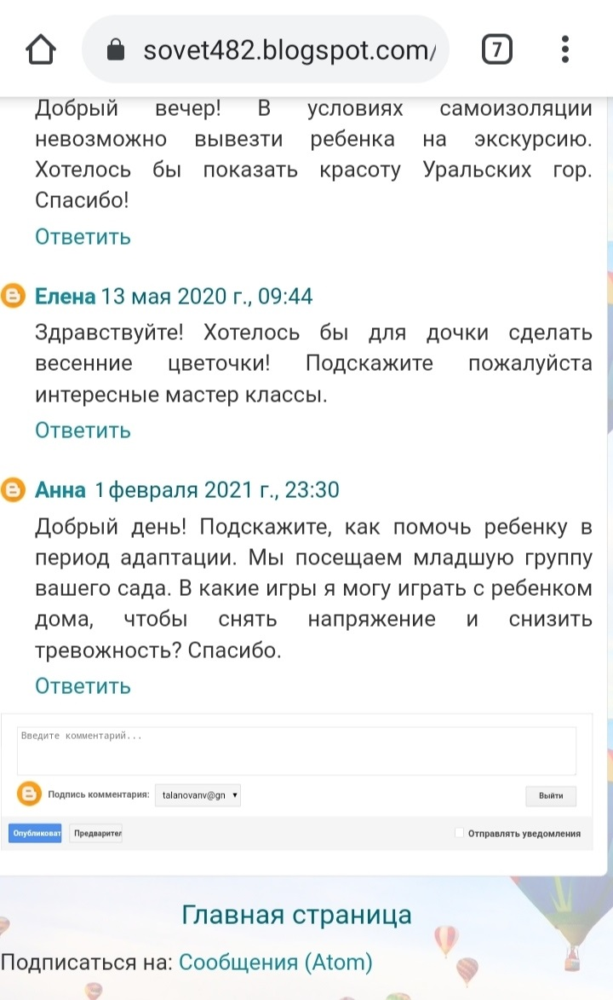 sovet482.blogspot.com/
7
Добрый вечер! В условиях самоизоляции
невозможно вывезти ребенка на экскурсию.
Хотелось бы показать красоту Уральских гор.
Спасибо!
Ответить
Елена 13 мая 2020 г., 09:44
Здравствуйте! Хотелось бы для дочки сделать
весенние цветочки! Подскажите пожалуйста
интересные мастер классы.
Ответить
Анна 1 февраля 2021 г., 23:30
Добрый день! Подскажите, как помочь ребенку в
период адаптации. Мы посещаем младшую группу
вашего сада. В какие игры я могу играть с ребенком
дома, чтобы снять напряжение и снизить
тревожность? Спасибо.
Ответить
Введите комментарий...
Подпись комментария: talanovanv@gn Выйти
Опубликоват Предварител Отправлять уведомления
Главная страница
Подписаться на: Сообщения (Atom)